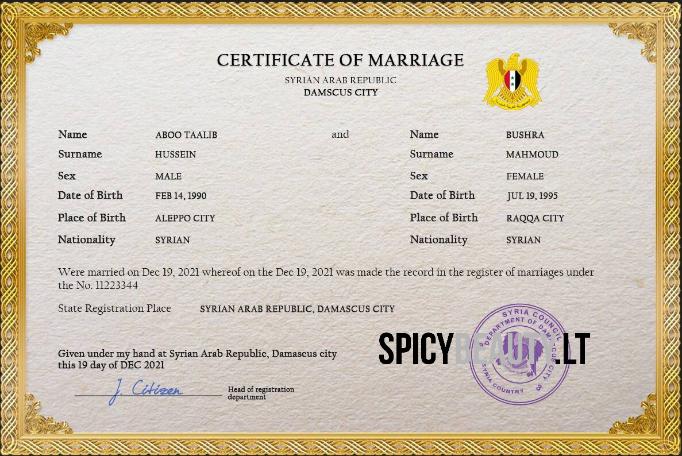 CERTIFICATE OF MARRIAGE
SYRIAN ARAB REPUBLIC
DAMSCUS CITY
Name ABOO TAALIB and Name BUSHRA
Surname HUSSEIN Surname MAHMOUD
Sex MALE Sex FEMALE
Date of Birth FEB 14, 1990 Date of Birth JUL 19, 1995
Place of Birth ALEPPO CITY Place of Birth RAQQA CITY
Nationality SYRIAN Nationality SYRIAN
Were married on Dec 19, 2021 whereof on the Dec 19, 2021 was made the record in the register of marriages under
the No. 11223344
State Registration Place SYRIAN ARAB REPUBLIC, DAMASCUS CITY
SYRIA COUNCIL
DEPARTMENT OF DAM
CUS CITY
SYRIA COUNTRY
SPICYBEAUT .LT
Given under my hand at Syrian Arab Republic, Damascus city
this 19 day of DEC 2021
J. Citizen
Head of registration
department